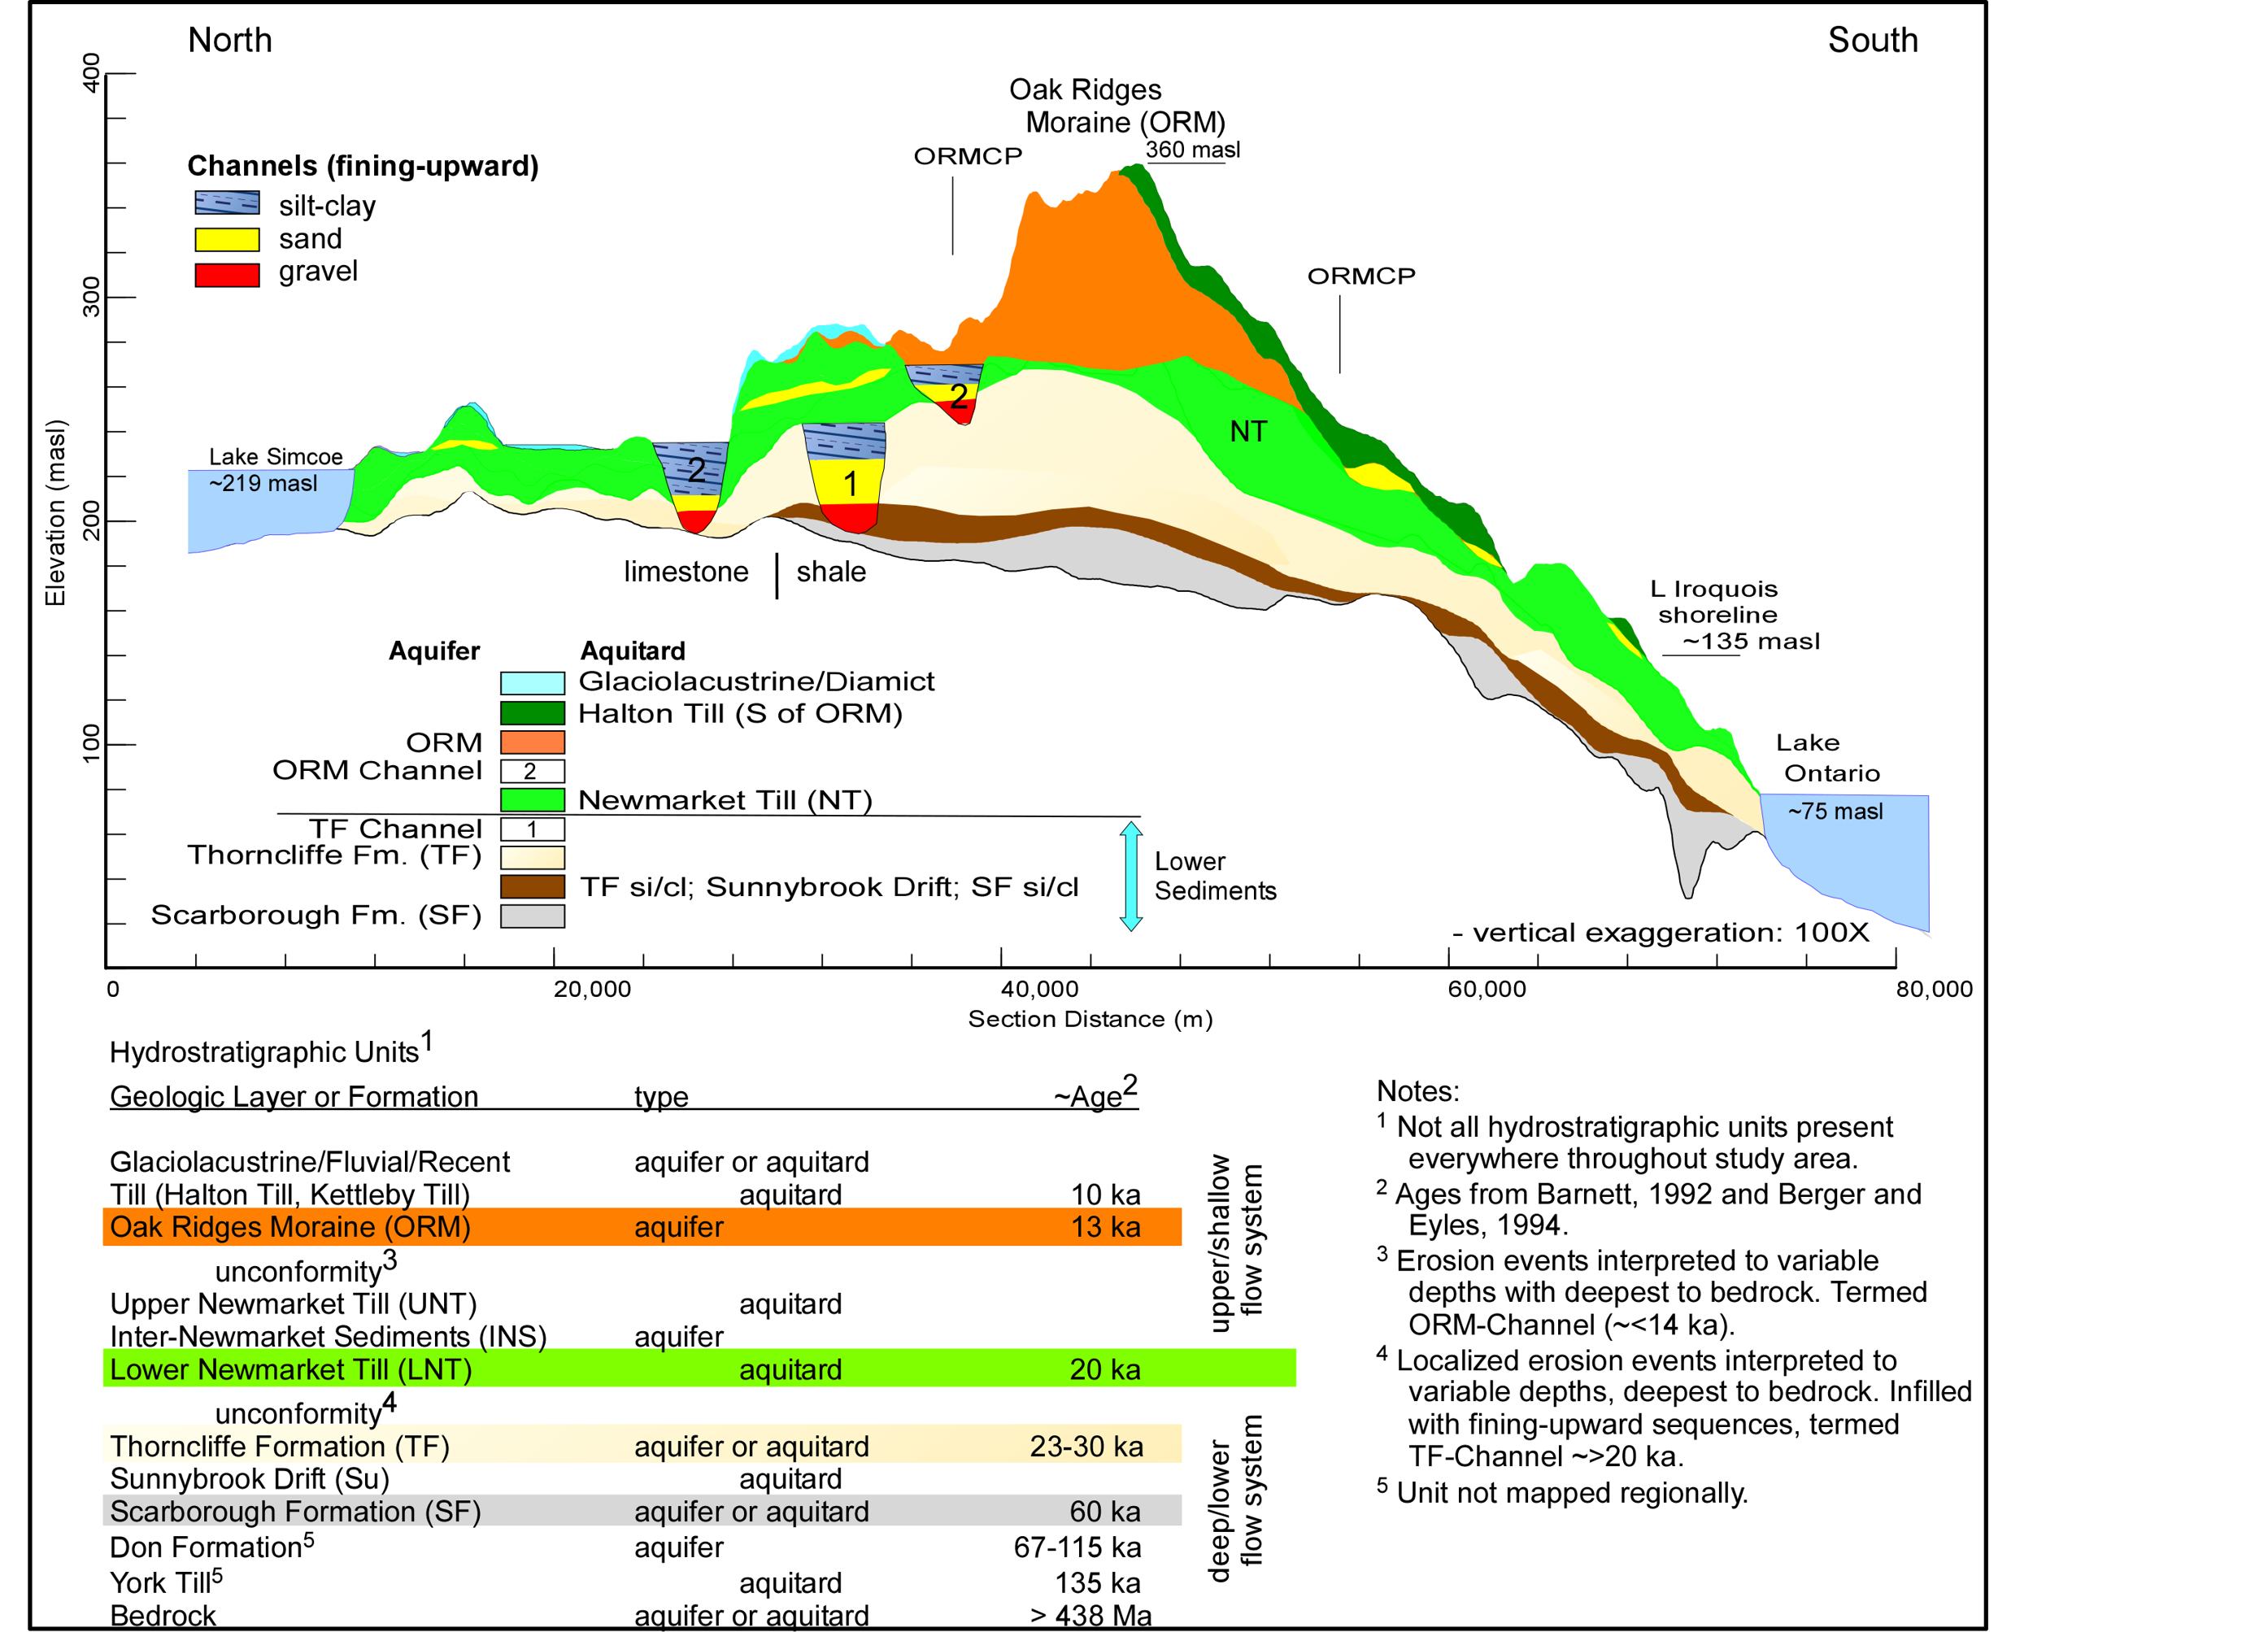 North
South
400
Oak Ridges
Moraine (ORM)
360 masl
ORMCP
Channels (fining-upward)
silt-clay
sand
gravel
ORMCP
300
2
NT
Elevation (masl)
Lake Simcoe
~219 masl
2
1
200
limestone
shale
L Iroquois
shoreline
~135 masl
Aquifer
Aquitard
Glaciolacustrine/Diamict
Halton Till (S of ORM)
ORM
ORM Channel
2
Newmarket Till (NT)
TF Channel
1
Thorncliffe Fm. (TF)
TF si/cl; Sunnybrook Drift; SF si/cl
Scarborough Fm. (SF)
Lower
Sediments
100
Lake
Ontario
~75 masl
- vertical exaggeration: 100X
0 20,000 40,000 60,000 80,000
Section Distance (m)
Hydrostratigraphic Units1
Geologic Layer or Formation type ~Age2
Glaciolacustrine/Fluvial/Recent aquifer or aquitard
Till (Halton Till, Kettleby Till) aquitard 10 ka
Oak Ridges Moraine (ORM) aquifer 13 ka
unconformity3
Upper Newmarket Till (UNT) aquitard
Inter-Newmarket Sediments (INS) aquifer
Lower Newmarket Till (LNT) aquitard 20 ka
unconformity4
Thorncliffe Formation (TF) aquifer or aquitard 23-30 ka
Sunnybrook Drift (Su) aquitard
Scarborough Formation (SF) aquifer or aquitard 60 ka
Don Formation5 aquifer 67-115 ka
York Till5 aquitard 135 ka
Bedrock aquifer or aquitard > 438 Ma
upper/shallow
flow system
deep/lower
flow system
Notes:
1 Not all hydrostratigraphic units present
everywhere throughout study area.
2 Ages from Barnett, 1992 and Berger and
Eyles, 1994.
3 Erosion events interpreted to variable
depths with deepest to bedrock. Termed
ORM-Channel (~<14 ka).
4 Localized erosion events interpreted to
variable depths, deepest to bedrock. Infilled
with fining-upward sequences, termed
TF-Channel ~>20 ka.
5 Unit not mapped regionally.